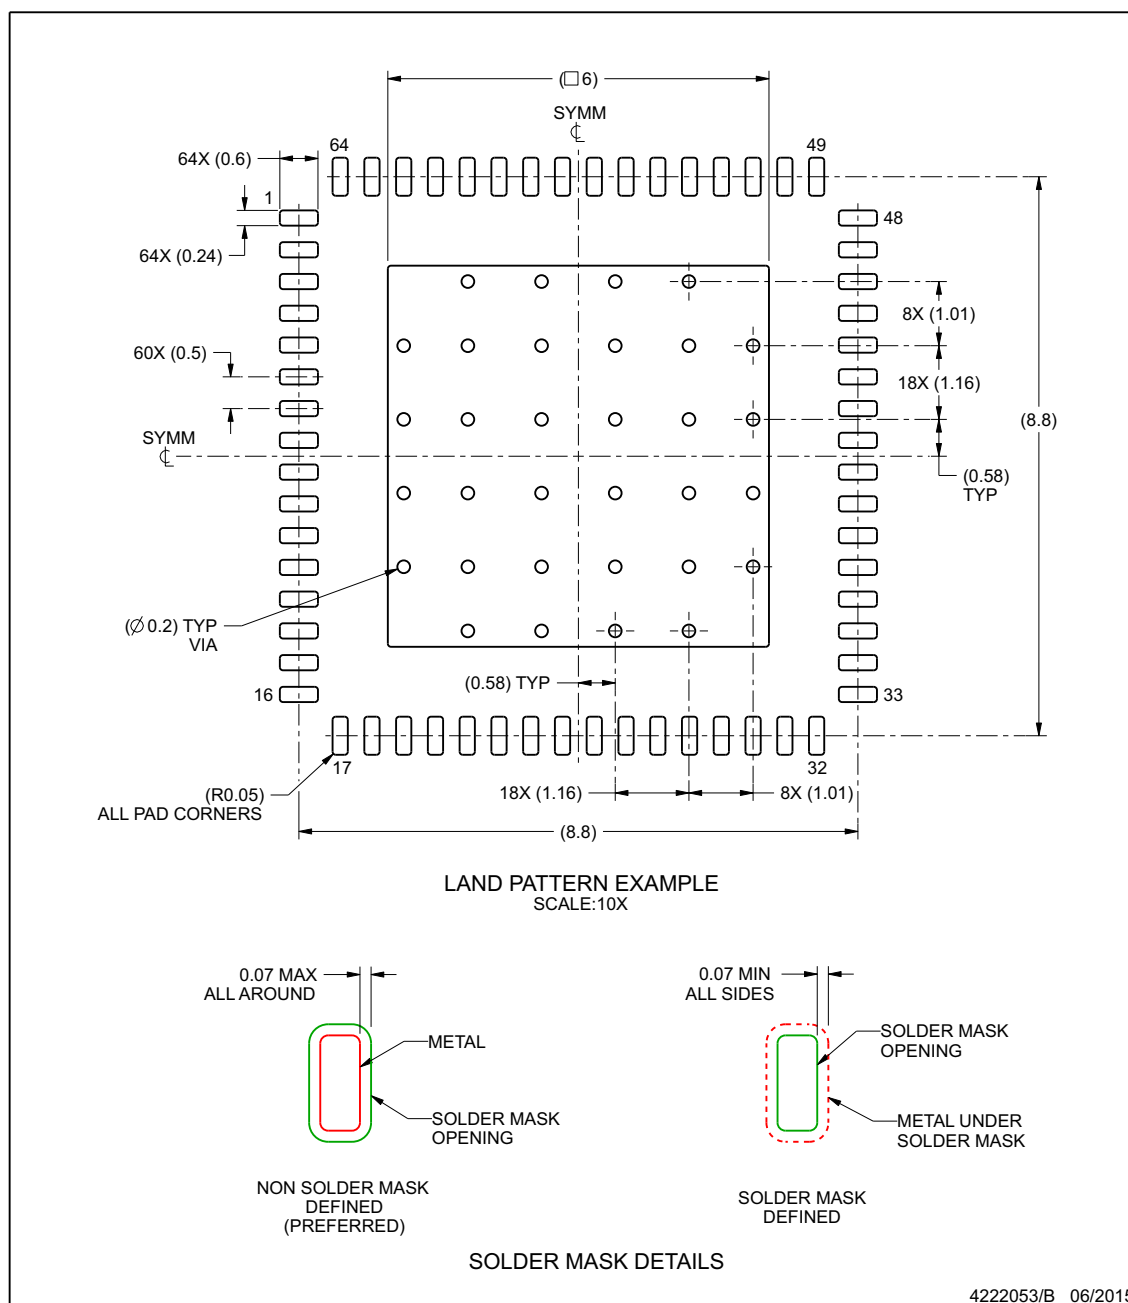 (□ 6)
SYMM
℄
64
49
64X (0.6)
1
48
64X (0.24)
8X (1.01)
60X (0.5)
18X (1.16)
(8.8)
SYMM
℄
(0.58)
TYP
(Ø 0.2) TYP
VIA
(0.58) TYP
16
33
17
32
(R0.05)
ALL PAD CORNERS
18X (1.16)
8X (1.01)
(8.8)
LAND PATTERN EXAMPLE
SCALE:10X
0.07 MAX
ALL AROUND
METAL
SOLDER MASK
OPENING
NON SOLDER MASK
DEFINED
(PREFERRED)
0.07 MIN
ALL SIDES
SOLDER MASK
OPENING
METAL UNDER
SOLDER MASK
SOLDER MASK
DEFINED
SOLDER MASK DETAILS
4222053/B 06/2015